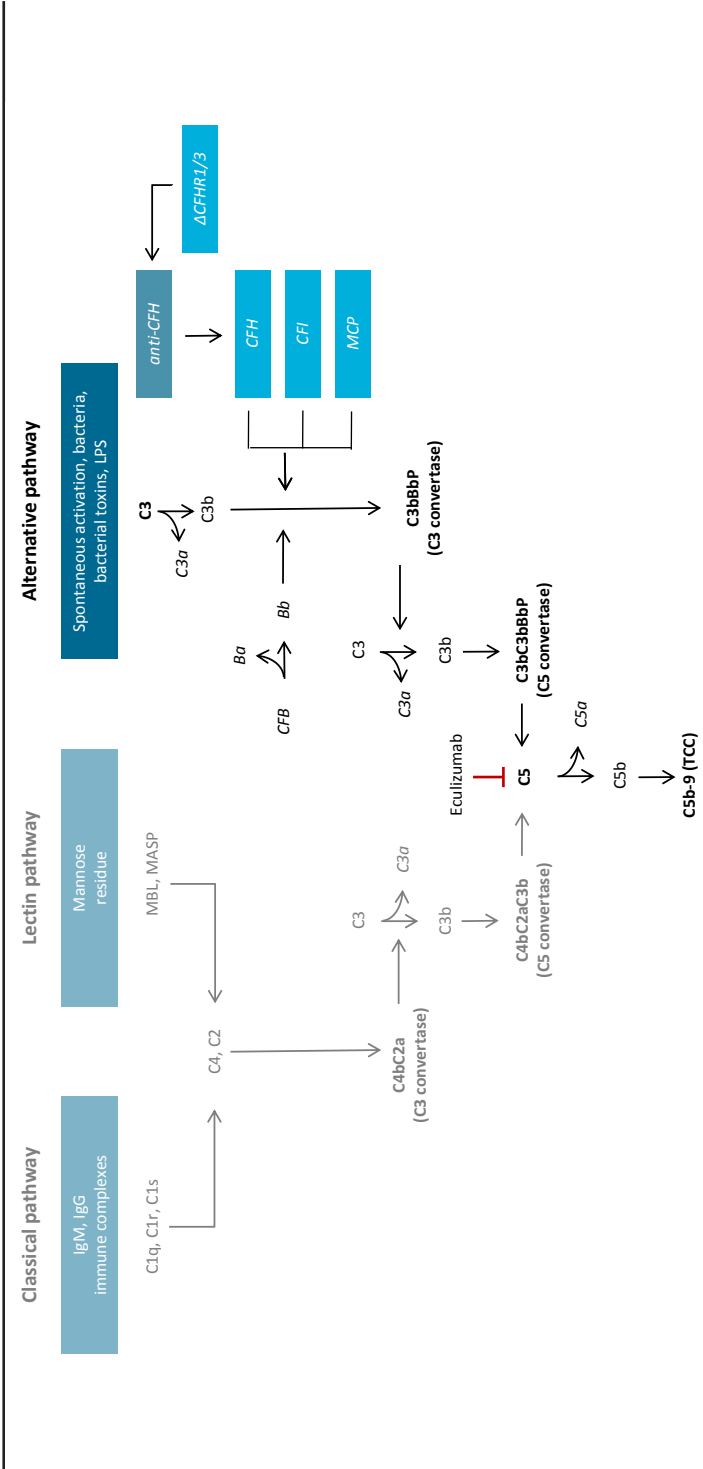 Classical pathway
Lectin pathway
Alternative pathway
IgM, IgG
immune complexes
Mannose
residue
Spontaneous activation, bacteria,
bacterial toxins, LPS
C1q, C1r, C1s
MBL, MASP
C3
anti-CFH
ΔCFHR1/3
C3a
C3b
C4, C2
Ba
CFB
Bb
CFH
CFI
MCP
C4bC2a
(C3 convertase)
C3
C3a
C3b
C3
C3a
C3b
C3bBbP
(C3 convertase)
Eculizumab
C4bC2aC3b
(C5 convertase)
C5
C3bC3bBbP
(C5 convertase)
C5a
C5b
C5b-9 (TCC)